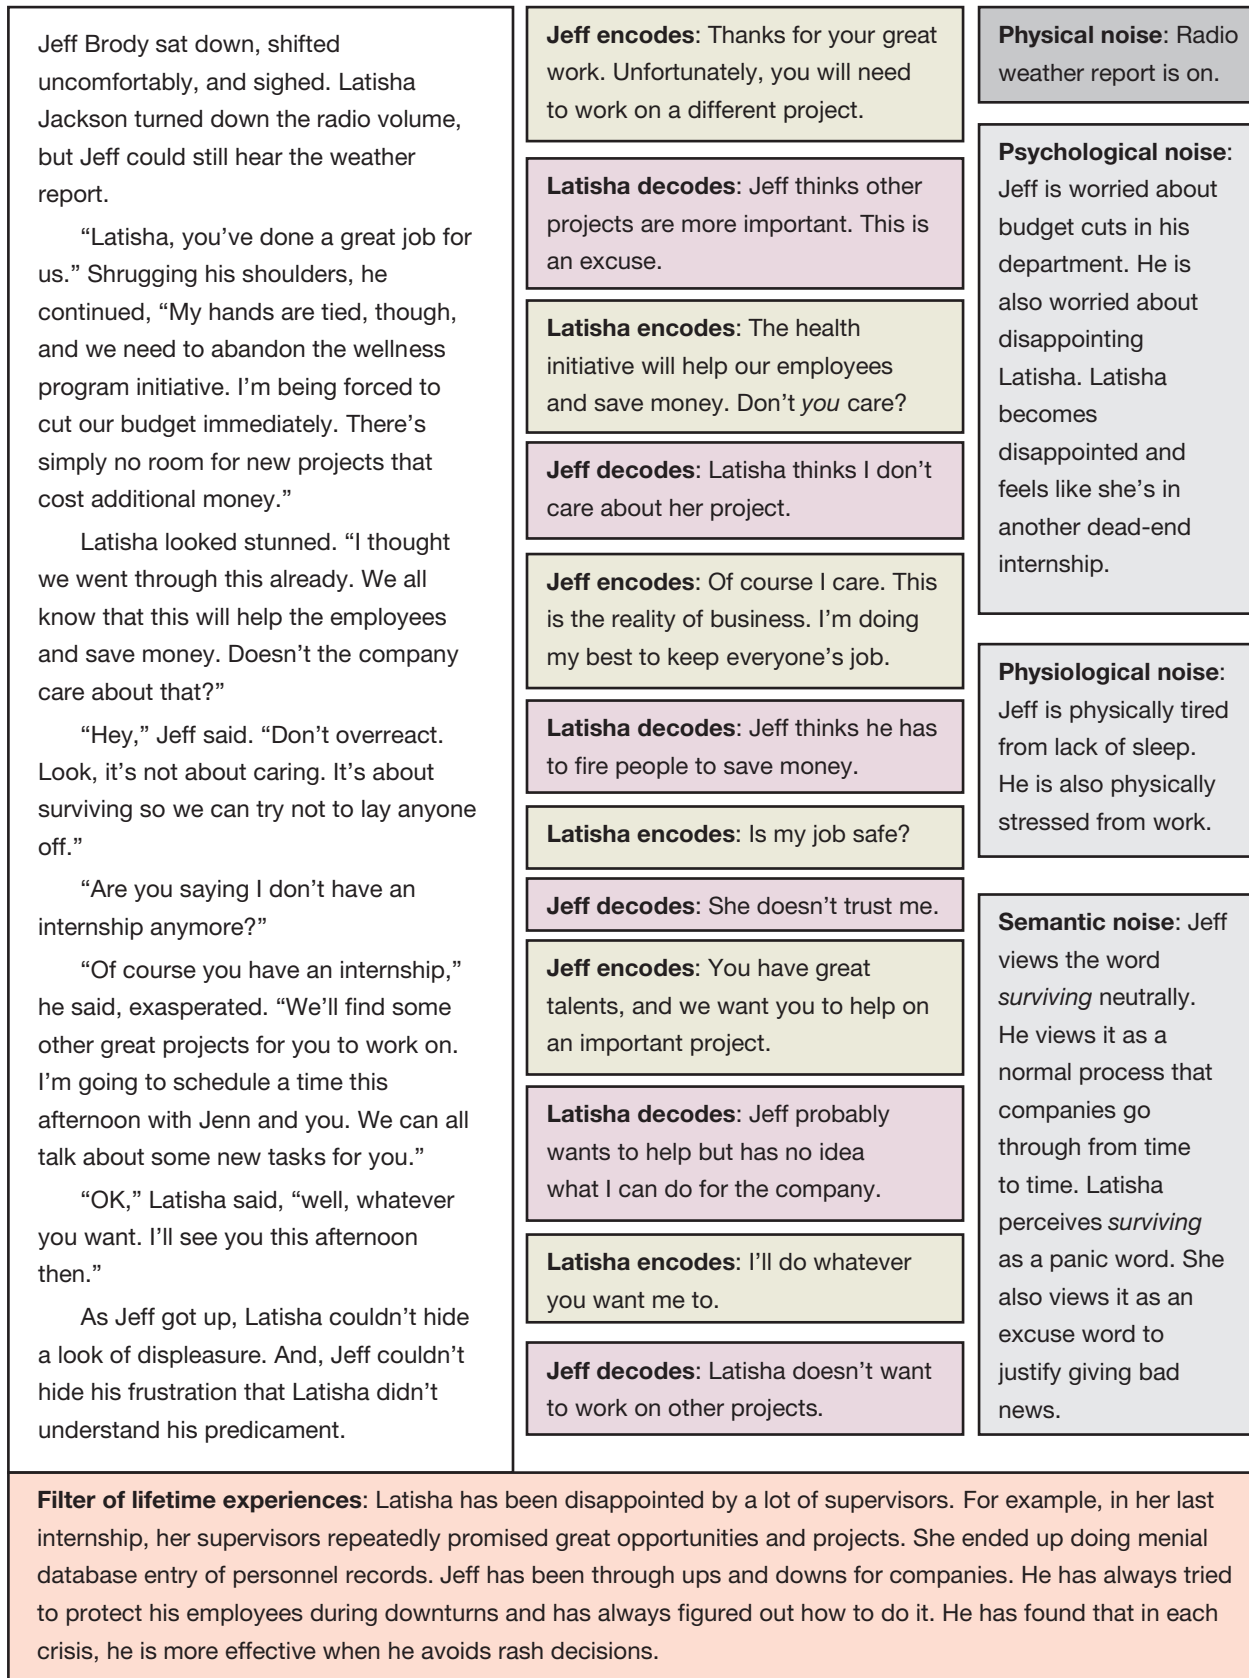 Jeff Brody sat down, shifted
uncomfortably, and sighed. Latisha
Jackson turned down the radio volume,
but Jeff could still hear the weather
report.
“Latisha, you’ve done a great job for
us.” Shrugging his shoulders, he
continued, “My hands are tied, though,
and we need to abandon the wellness
program initiative. I’m being forced to
cut our budget immediately. There’s
simply no room for new projects that
cost additional money.”
Latisha looked stunned. “I thought
we went through this already. We all
know that this will help the employees
and save money. Doesn’t the company
care about that?”
“Hey,” Jeff said. “Don’t overreact.
Look, it’s not about caring. It’s about
surviving so we can try not to lay anyone
off.”
“Are you saying I don’t have an
internship anymore?”
“Of course you have an internship,”
he said, exasperated. “We’ll find some
other great projects for you to work on.
I’m going to schedule a time this
afternoon with Jenn and you. We can all
talk about some new tasks for you.”
“OK,” Latisha said, “well, whatever
you want. I’ll see you this afternoon
then.”
As Jeff got up, Latisha couldn’t hide
a look of displeasure. And, Jeff couldn’t
hide his frustration that Latisha didn’t
understand his predicament.
Jeff encodes: Thanks for your great
work. Unfortunately, you will need
to work on a different project.
Latisha decodes: Jeff thinks other
projects are more important. This is
an excuse.
Latisha encodes: The health
initiative will help our employees
and save money. Don’t you care?
Jeff decodes: Latisha thinks I don’t
care about her project.
Jeff encodes: Of course I care. This
is the reality of business. I’m doing
my best to keep everyone’s job.
Latisha decodes: Jeff thinks he has
to fire people to save money.
Latisha encodes: Is my job safe?
Jeff decodes: She doesn’t trust me.
Jeff encodes: You have great
talents, and we want you to help on
an important project.
Latisha decodes: Jeff probably
wants to help but has no idea
what I can do for the company.
Latisha encodes: I’ll do whatever
you want me to.
Jeff decodes: Latisha doesn’t want
to work on other projects.
Physical noise: Radio
weather report is on.
Psychological noise:
Jeff is worried about
budget cuts in his
department. He is
also worried about
disappointing
Latisha. Latisha
becomes
disappointed and
feels like she’s in
another dead-end
internship.
Physiological noise:
Jeff is physically tired
from lack of sleep.
He is also physically
stressed from work.
Semantic noise: Jeff
views the word
surviving neutrally.
He views it as a
normal process that
companies go
through from time
to time. Latisha
perceives surviving
as a panic word. She
also views it as an
excuse word to
justify giving bad
news.
Filter of lifetime experiences: Latisha has been disappointed by a lot of supervisors. For example, in her last
internship, her supervisors repeatedly promised great opportunities and projects. She ended up doing menial
database entry of personnel records. Jeff has been through ups and downs for companies. He has always tried
to protect his employees during downturns and has always figured out how to do it. He has found that in each
crisis, he is more effective when he avoids rash decisions.